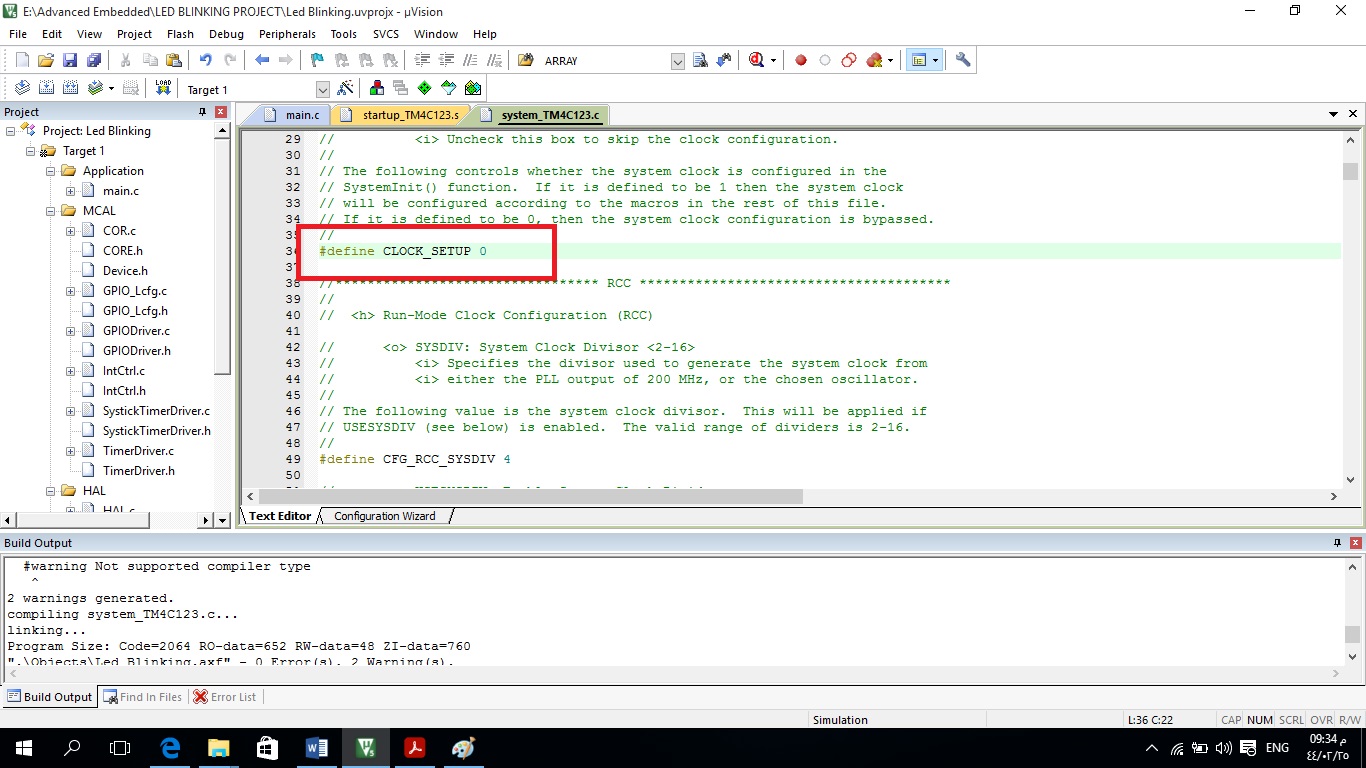 E:\Advanced Embedded\LED BLINKING PROJECT\Led Blinking.uvprojx - µVision
File Edit View Project Flash Debug Peripherals Tools SVCS Window Help
ARRAY
LOAD Target 1
Project
Project: Led Blinking
Target 1
Application
main.c
MCAL
COR.c
CORE.h
Device.h
GPIO_Lcfg.c
GPIO_Lcfg.h
GPIODriver.c
GPIODriver.h
IntCtrl.c
IntCtrl.h
SystickTimerDriver.c
SystickTimerDriver.h
TimerDriver.c
TimerDriver.h
HAL
HAL.c
main.c startup_TM4C123.s system_TM4C123.c
29 // <i> Uncheck this box to skip the clock configuration.
30 //
31 // The following controls whether the system clock is configured in the
32 // SystemInit() function. If it is defined to be 1 then the system clock
33 // will be configured according to the macros in the rest of this file.
34 // If it is defined to be 0, then the system clock configuration is bypassed.
35 //
36 #define CLOCK_SETUP 0
37
38 //********************************* RCC ***************************************
39 //
40 // <h> Run-Mode Clock Configuration (RCC)
41
42 // <o> SYSDIV: System Clock Divisor <2-16>
43 // <i> Specifies the divisor used to generate the system clock from
44 // <i> either the PLL output of 200 MHz, or the chosen oscillator.
45 //
46 // The following value is the system clock divisor. This will be applied if
47 // USESYSDIV (see below) is enabled. The valid range of dividers is 2-16.
48 //
49 #define CFG_RCC_SYSDIV 4
50
Text Editor Configuration Wizard
Build Output
#warning Not supported compiler type
^
2 warnings generated.
compiling system_TM4C123.c...
linking...
Program Size: Code=2064 RO-data=652 RW-data=48 ZI-data=760
".\Objects\Led Blinking.axf" - 0 Error(s), 2 Warning(s).
Build Output Find In Files Error List
Simulation L:36 C:22 CAP NUM SCRL OVR R/W
ENG
09:34 م
٤٤/٠٢/٢٥